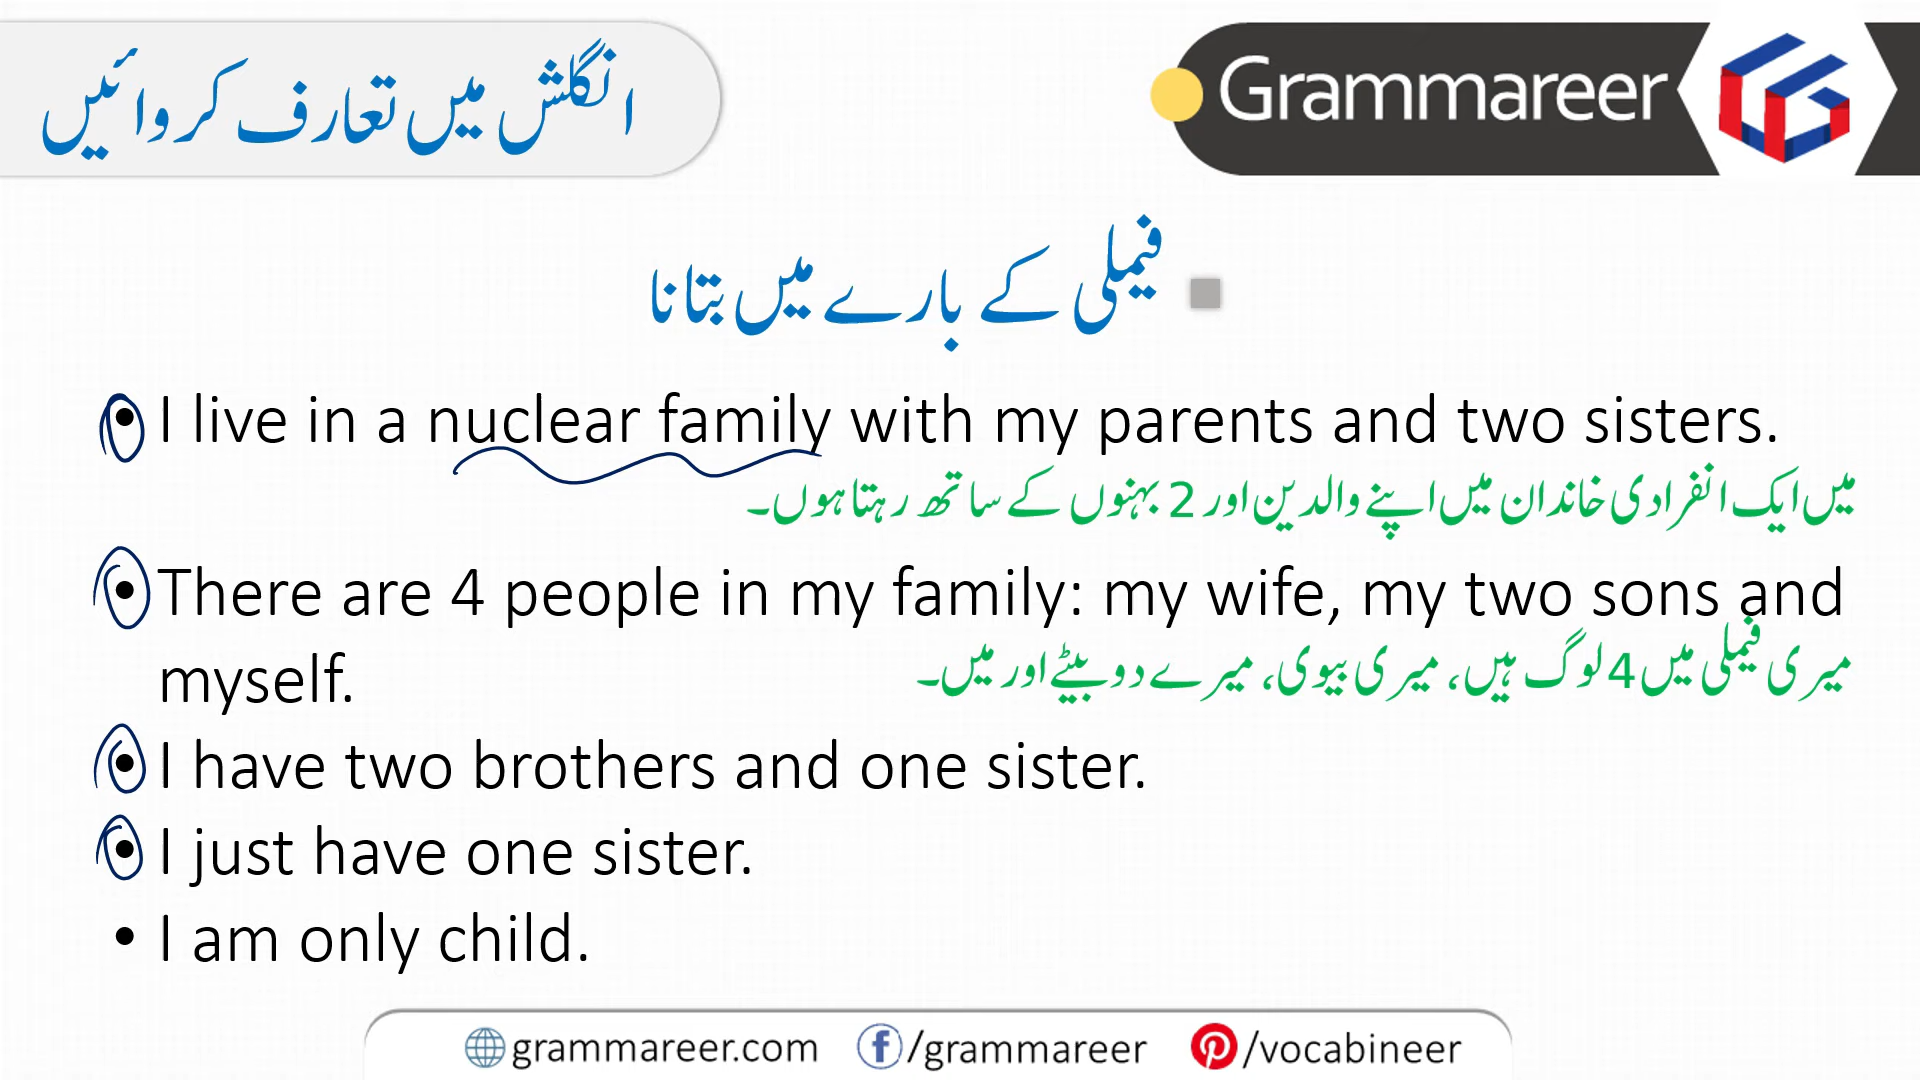 انگلش میں تعارف کروائیں
Grammareer
فیملی کے بارے میں بتانا
• I live in a nuclear family with my parents and two sisters.
میں ایک انفرادی خاندان میں اپنے والدین اور 2 بہنوں کے ساتھ رہتا ہوں۔
• There are 4 people in my family: my wife, my two sons and
myself.
میری فیملی میں 4 لوگ ہیں، میری بیوی، میرے دو بیٹے اور میں۔
• I have two brothers and one sister.
• I just have one sister.
• I am only child.
grammareer.com /grammareer /vocabineer